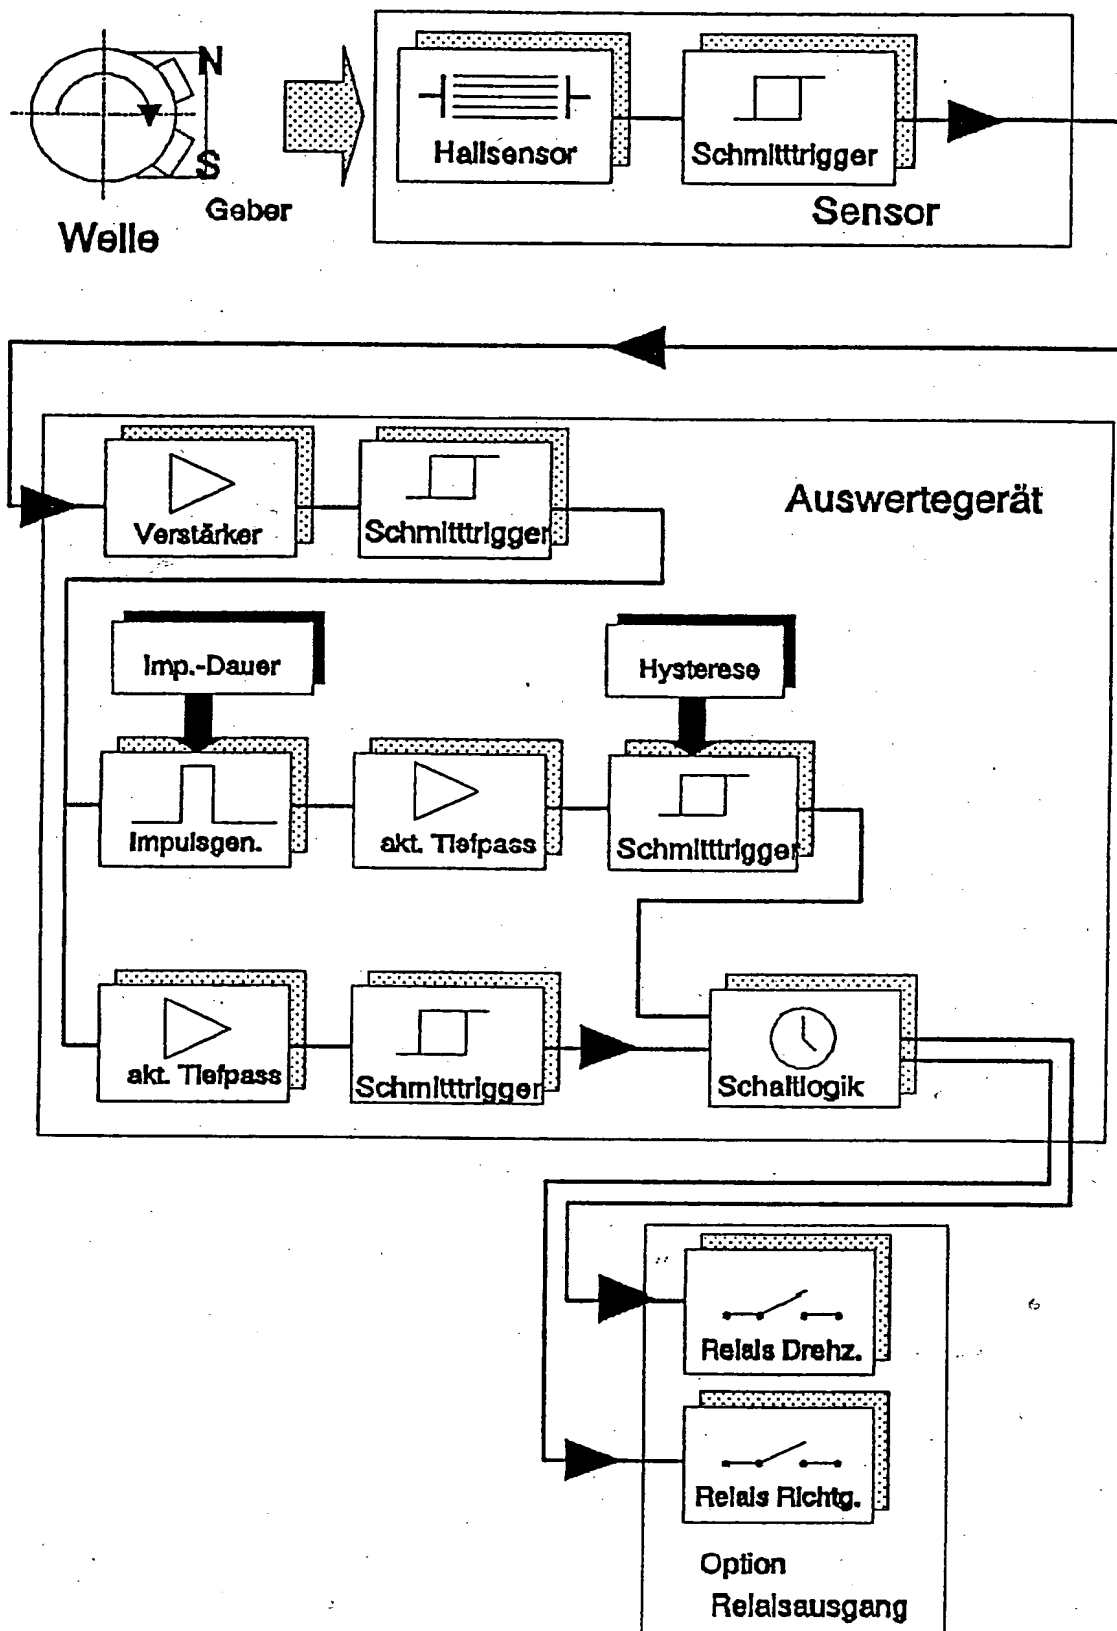 N
S
Geber
Welle
Hallsensor
Schmitttrigger
Sensor
Auswertegerät
Verstärker
Schmitttrigger
Imp.-Dauer
Hysterese
Impulsgen.
akt. Tiefpass
Schmitttrigger
akt. Tiefpass
Schmitttrigger
Schaltlogik
Relais Drehz.
Relais Richtg.
Option
Relaisausgang